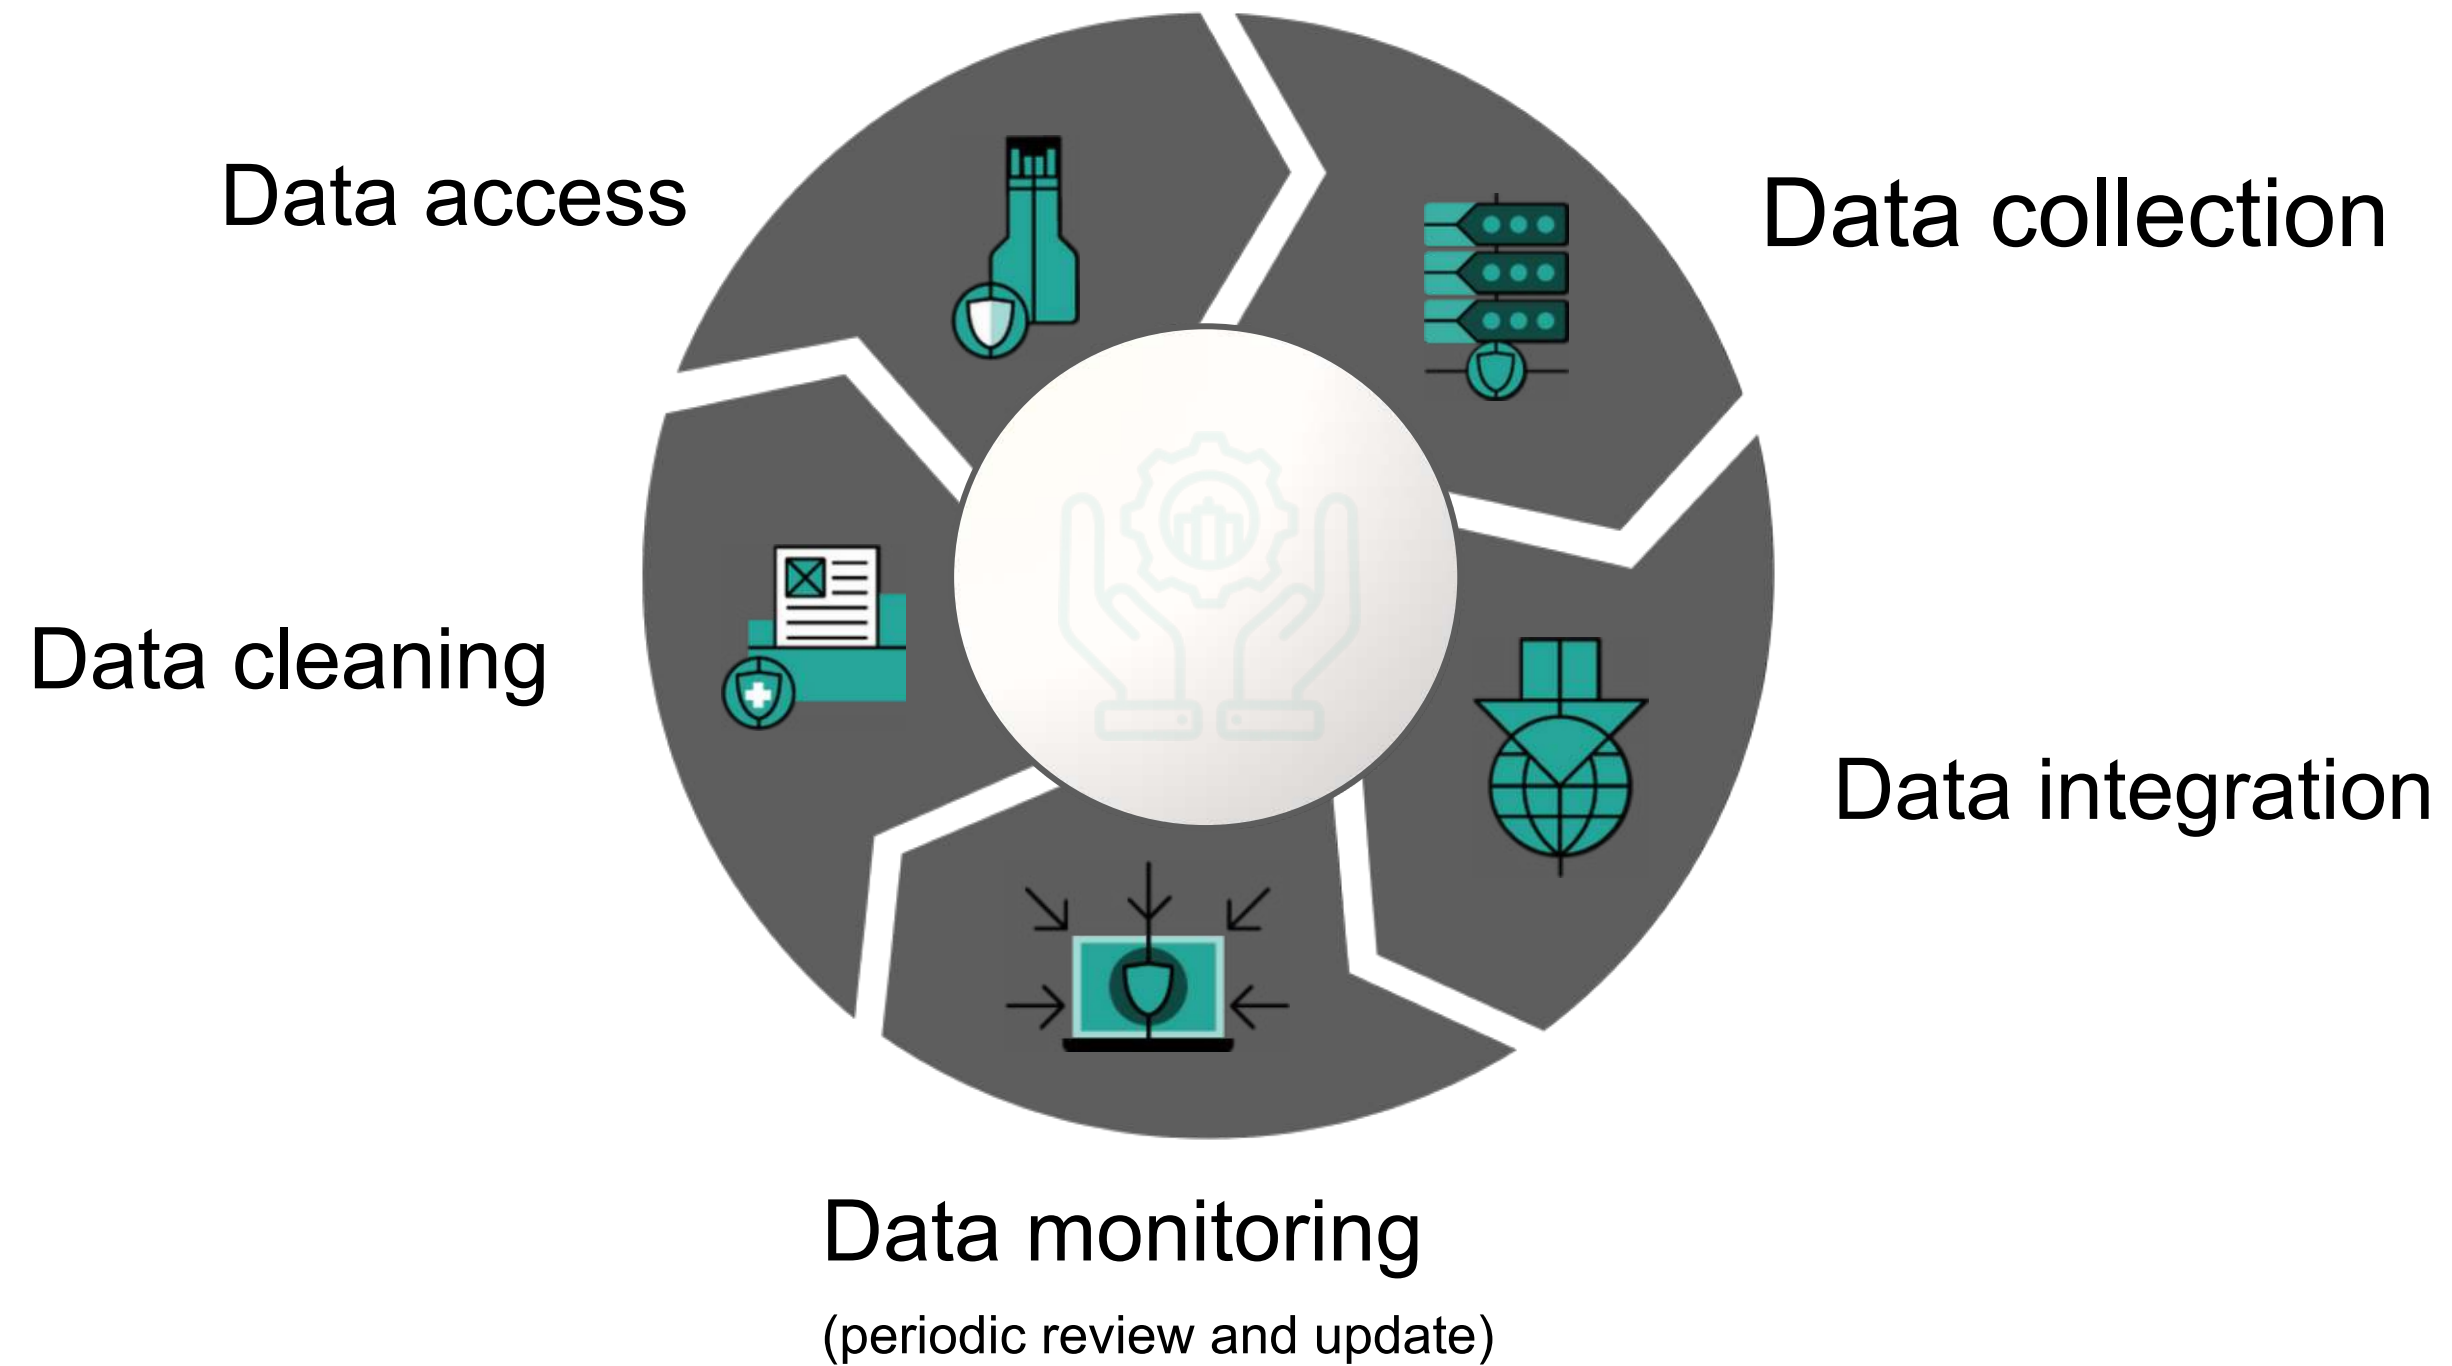 Data access
Data collection
Data cleaning
Data integration
Data monitoring
(periodic review and update)